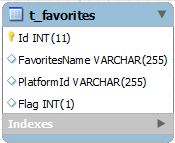 t_favorites
Id INT(11)
FavoritesName VARCHAR(255)
PlatformId VARCHAR(255)
Flag INT(1)
Indexes